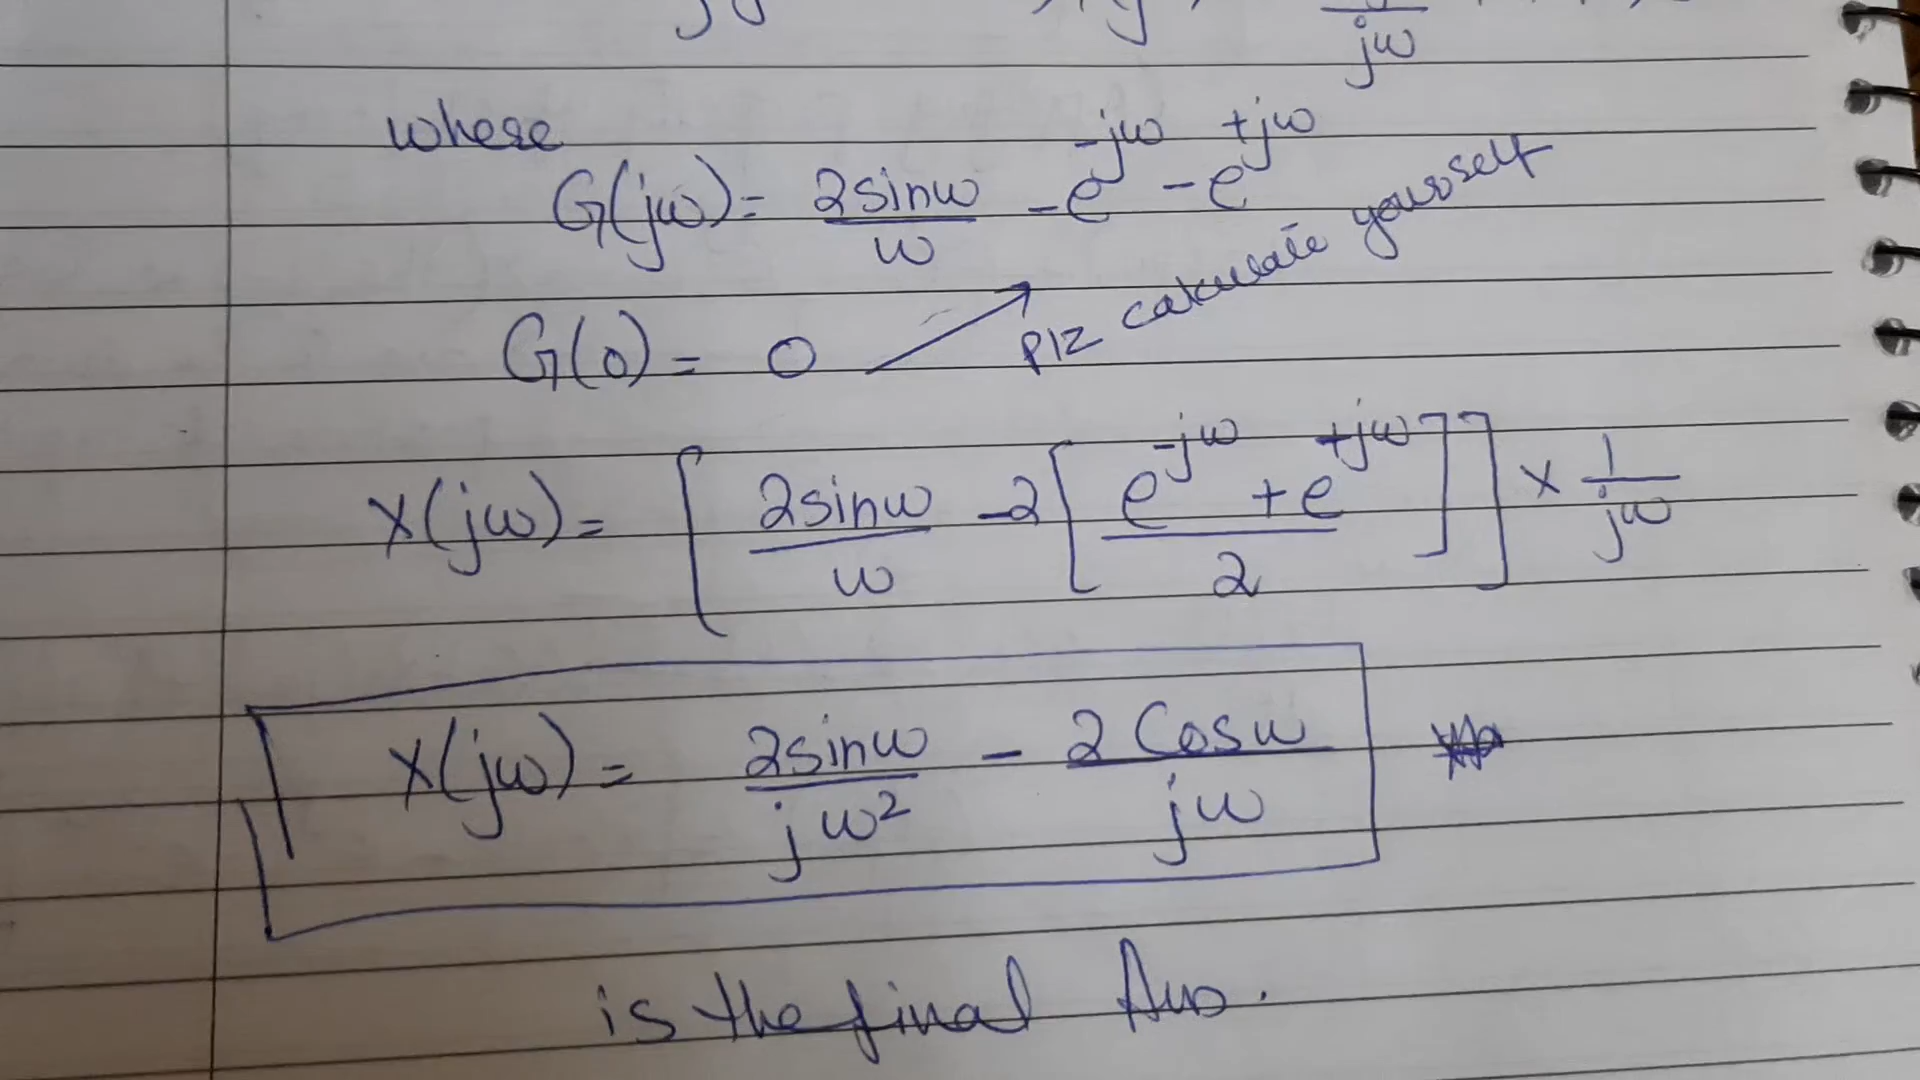 jω
where
G(jω) = 2sinω/ω - e^-jω - e^+jω
G(0) = 0 → plz calculate yourself
X(jω) = [2sinω/ω - 2[(e^-jω + e^+jω)/2]] × 1/jω
X(jω) = 2sinω/jω² - 2Cosω/jω
is the final Ans.